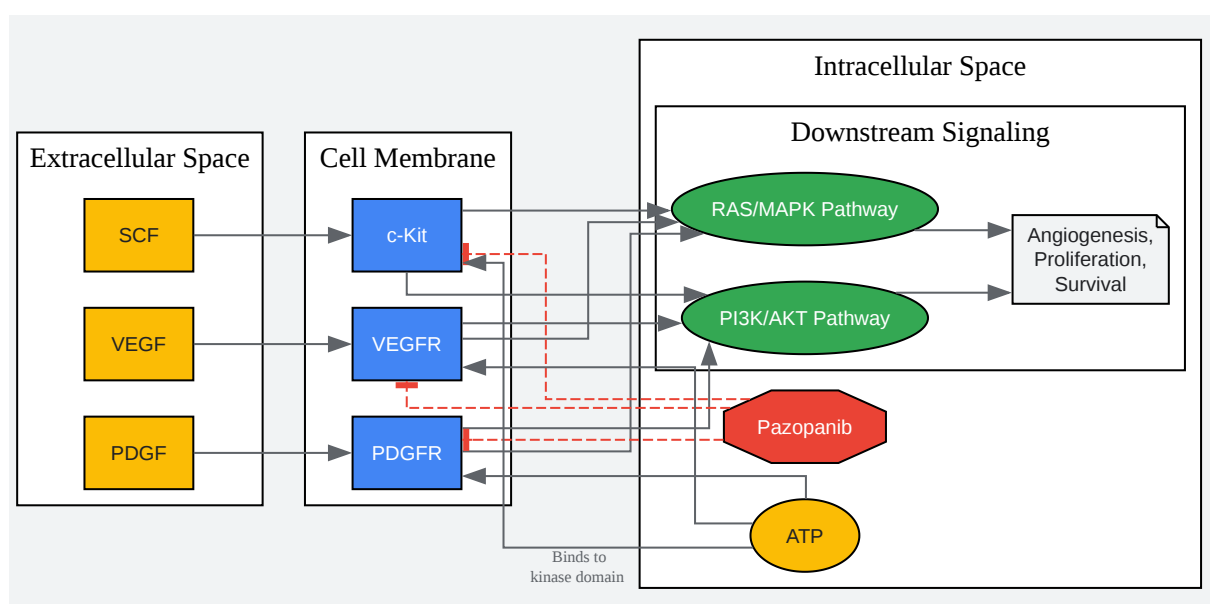 Intracellular Space
Downstream Signaling
Extracellular Space
Cell Membrane
SCF
c-Kit
RAS/MAPK Pathway
Angiogenesis,
Proliferation,
Survival
VEGF
VEGFR
PI3K/AKT Pathway
PDGF
PDGFR
Pazopanib
ATP
Binds to
kinase domain